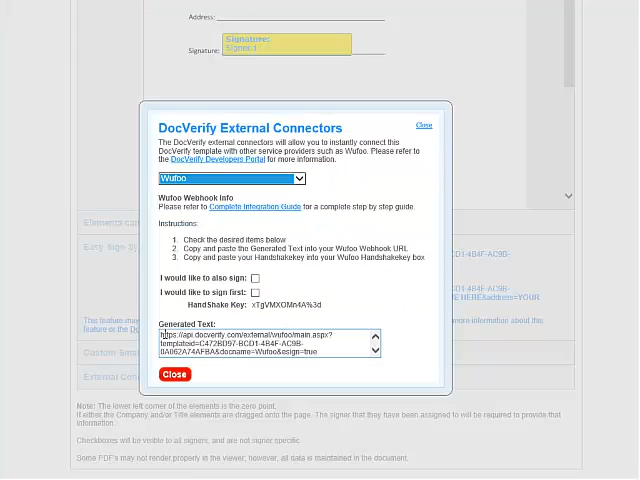 Address:
Signature:
Signer 1
Signature:
DocVerify External Connectors
Close
The DocVerify external connectors will allow you to instantly connect this
DocVerify template with other service providers such as Wufoo. Please refer to
the DocVerify Developers Portal for more information.
Wufoo
Wufoo Webhook Info
Please refer to Complete Integration Guide for a complete step by step guide.
Instructions:
1. Check the desired items below
2. Copy and paste the Generated Text into your Wufoo Webhook URL
3. Copy and paste your Handshakekey into your Wufoo Handshakekey box
I would like to also sign:
I would like to sign first:
HandShake Key: xTgVMXOMn4A%3d
Generated Text:
https://api.docverify.com/external/wufoo/main.aspx?
templateid=C472BD97-BCD1-4B4F-AC9B-
0A062A74AFBA&docname=Wufoo&esign=true
Close
Elements can
Easy Sign
CD1-4B4F-AC9B-
CD1-4B4F-AC9B-
HERE&address=YOUR
This feature may
more information about this
feature or the
Custom
External Con
Note: The lower left corner of the elements is the zero point.
If either the Company and/or Title elements are dragged onto the page. The signer that they have been assigned to will be required to provide that
information.
Checkboxes will be visible to all signers, and are not signer specific
Some PDF's may not render properly in the viewer, however, all data is maintained in the document.